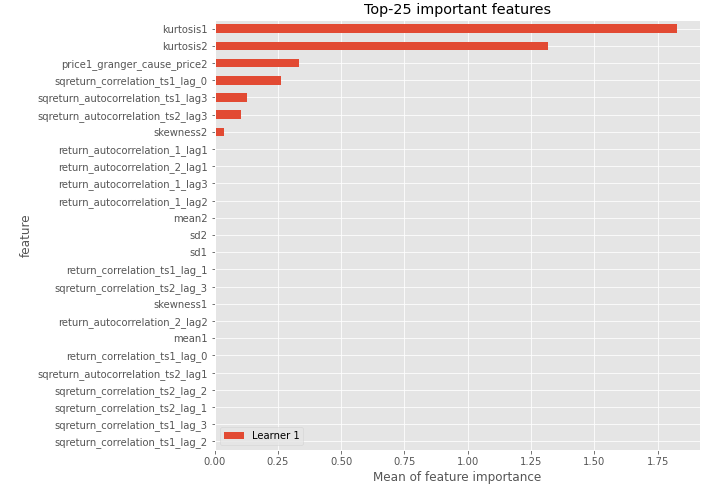 Top-25 important features
kurtosis1
kurtosis2
price1_granger_cause_price2
sqreturn_correlation_ts1_lag_0
sqreturn_autocorrelation_ts1_lag3
sqreturn_autocorrelation_ts2_lag3
skewness2
return_autocorrelation_1_lag1
return_autocorrelation_2_lag1
return_autocorrelation_1_lag3
return_autocorrelation_1_lag2
mean2
sd2
sd1
return_correlation_ts1_lag_1
sqreturn_correlation_ts2_lag_3
skewness1
return_autocorrelation_2_lag2
mean1
return_correlation_ts1_lag_0
sqreturn_autocorrelation_ts2_lag1
sqreturn_correlation_ts2_lag_2
sqreturn_correlation_ts2_lag_1
sqreturn_correlation_ts1_lag_3
sqreturn_correlation_ts1_lag_2
feature
Learner 1
0.00 0.25 0.50 0.75 1.00 1.25 1.50 1.75
Mean of feature importance